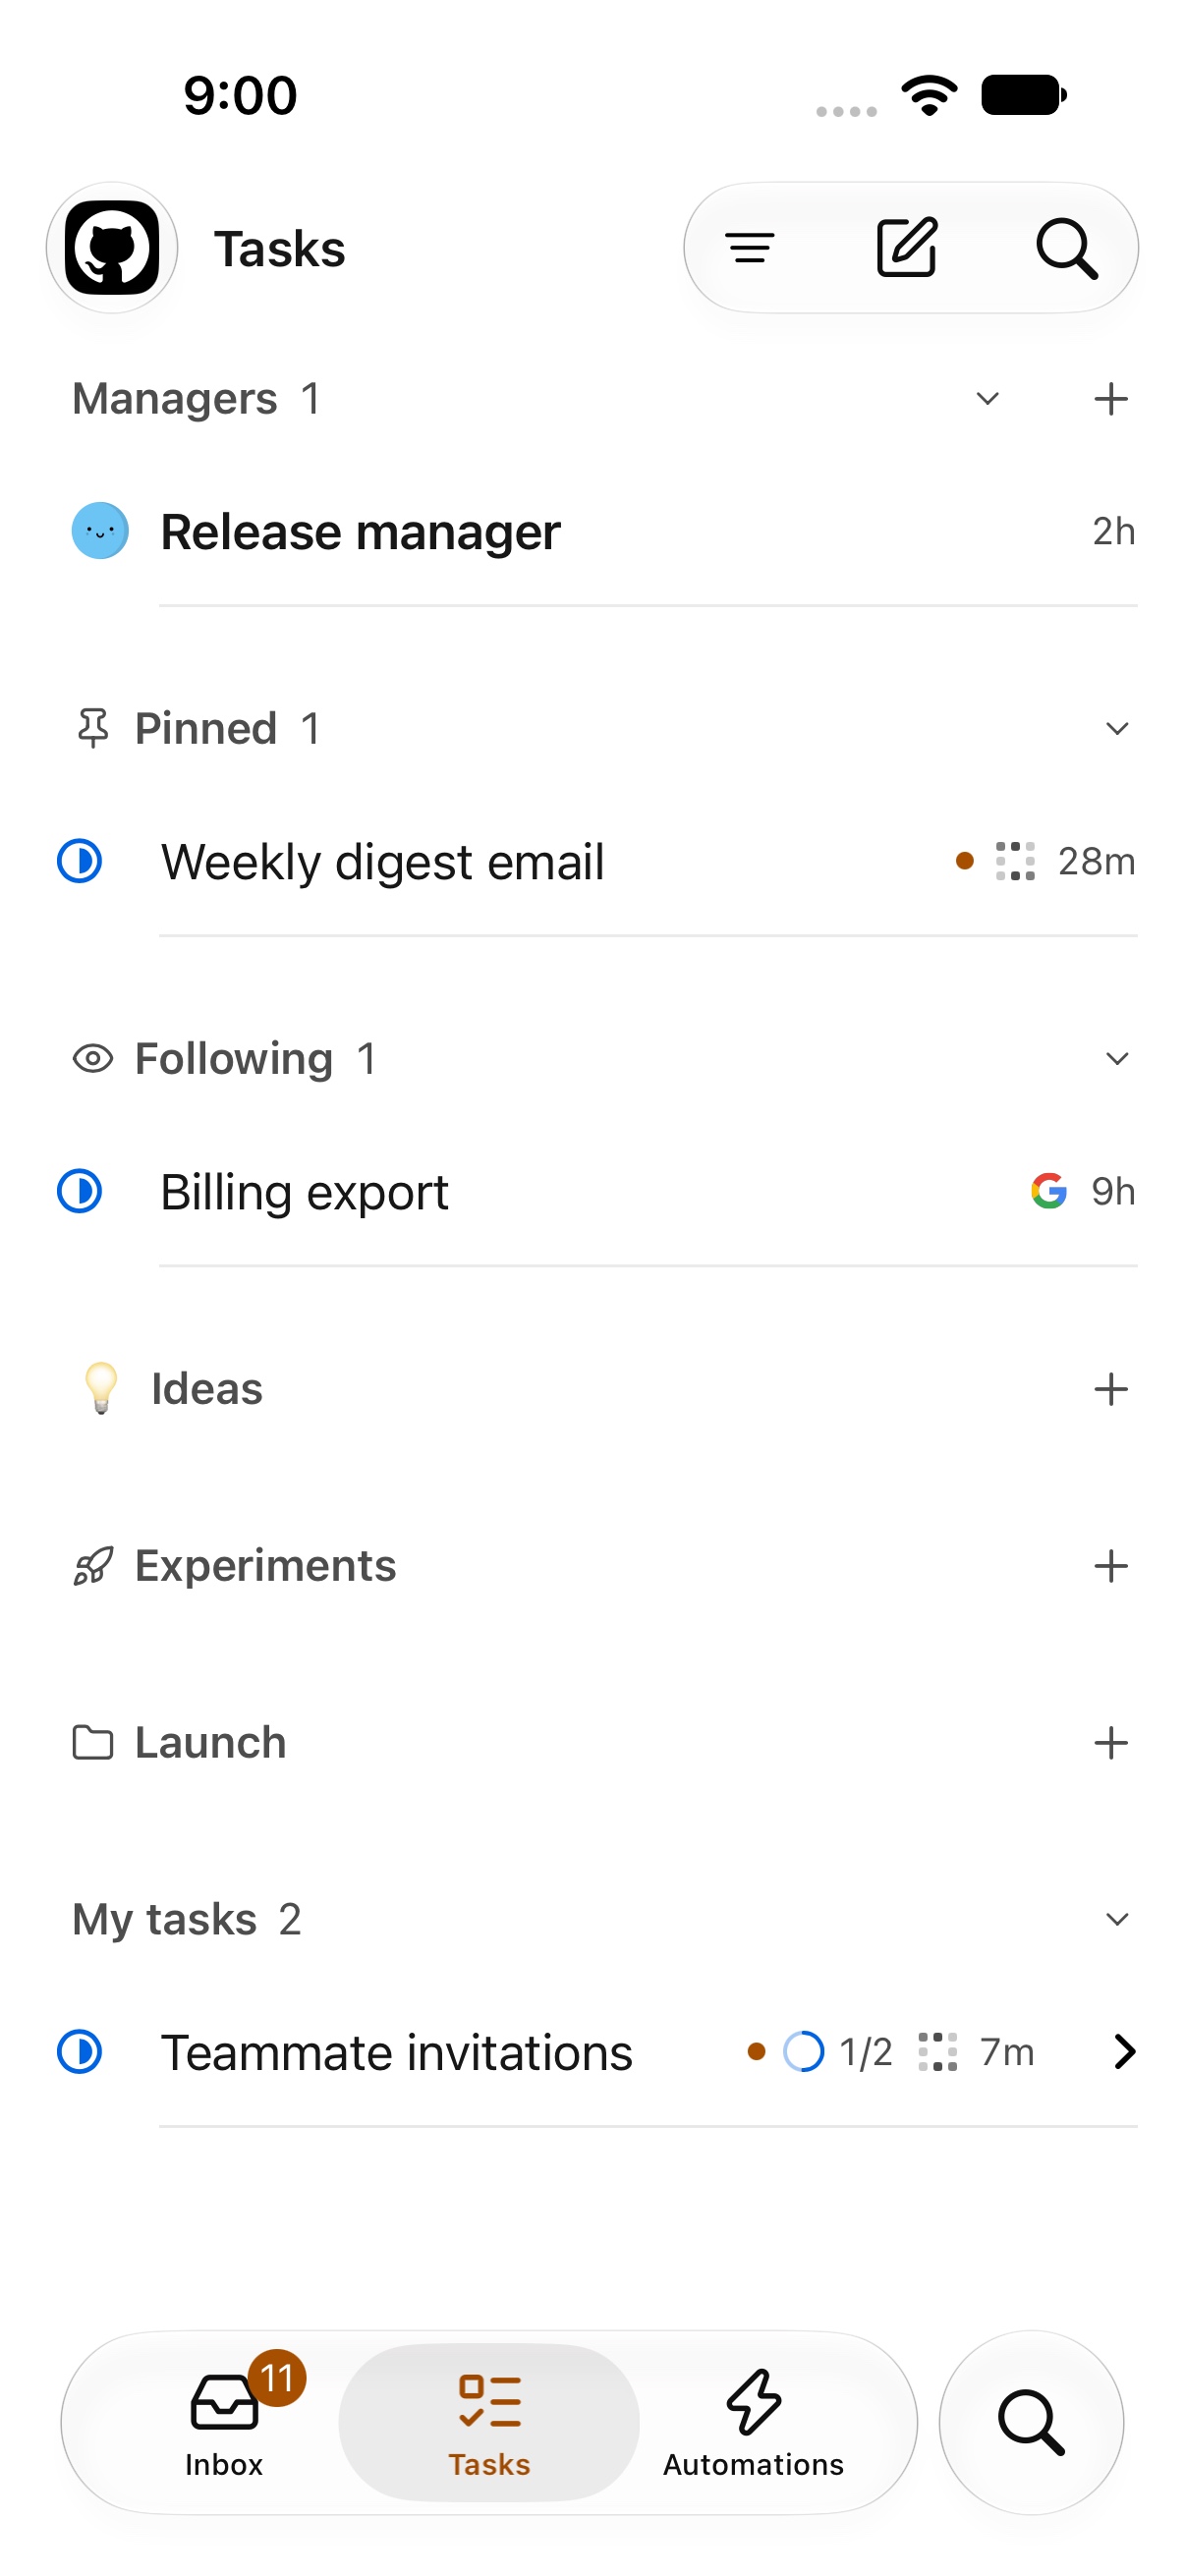 9:00
Tasks
Managers 1
Release manager 2h
Pinned 1
Weekly digest email 28m
Following 1
Billing export 9h
Ideas
Experiments
Launch
My tasks 2
Teammate invitations 1/2 7m
11
Inbox Tasks Automations